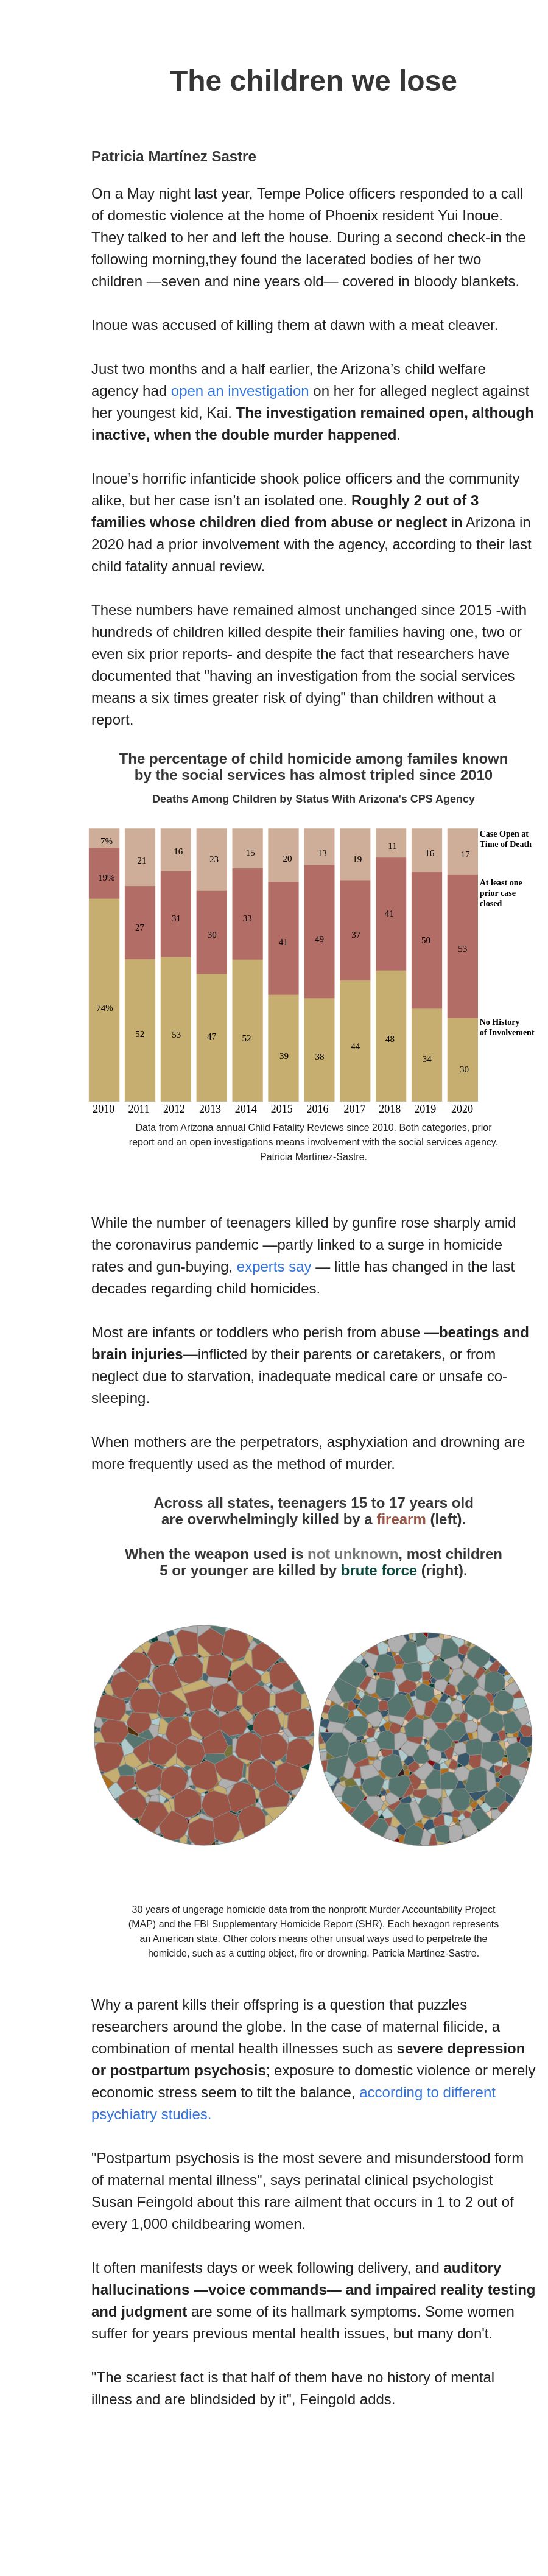 The children we lose
Patricia Martínez Sastre
On a May night last year, Tempe Police officers responded to a call
of domestic violence at the home of Phoenix resident Yui Inoue.
They talked to her and left the house. During a second check-in the
following morning,they found the lacerated bodies of her two
children —seven and nine years old— covered in bloody blankets.
Inoue was accused of killing them at dawn with a meat cleaver.
Just two months and a half earlier, the Arizona's child welfare
agency had open an investigation on her for alleged neglect against
her youngest kid, Kai. The investigation remained open, although
inactive, when the double murder happened.
Inoue's horrific infanticide shook police officers and the community
alike, but her case isn't an isolated one. Roughly 2 out of 3
families whose children died from abuse or neglect in Arizona in
2020 had a prior involvement with the agency, according to their last
child fatality annual review.
These numbers have remained almost unchanged since 2015 -with
hundreds of children killed despite their families having one, two or
even six prior reports- and despite the fact that researchers have
documented that "having an investigation from the social services
means a six times greater risk of dying" than children without a
report.
The percentage of child homicide among familes known
by the social services has almost tripled since 2010
Deaths Among Children by Status With Arizona's CPS Agency
7% 21 16 23 15 20 13 19 11 16 17
Case Open at
Time of Death
19% 27 31 30 33 41 49 37 41 50 53
At least one
prior case
closed
74% 52 53 47 52 39 38 44 48 34 30
No History
of Involvement
2010 2011 2012 2013 2014 2015 2016 2017 2018 2019 2020
Data from Arizona annual Child Fatality Reviews since 2010. Both categories, prior
report and an open investigations means involvement with the social services agency.
Patricia Martínez-Sastre.
While the number of teenagers killed by gunfire rose sharply amid
the coronavirus pandemic —partly linked to a surge in homicide
rates and gun-buying, experts say — little has changed in the last
decades regarding child homicides.
Most are infants or toddlers who perish from abuse —beatings and
brain injuries—inflicted by their parents or caretakers, or from
neglect due to starvation, inadequate medical care or unsafe co-
sleeping.
When mothers are the perpetrators, asphyxiation and drowning are
more frequently used as the method of murder.
Across all states, teenagers 15 to 17 years old
are overwhelmingly killed by a firearm (left).
When the weapon used is not unknown, most children
5 or younger are killed by brute force (right).
30 years of ungerage homicide data from the nonprofit Murder Accountability Project
(MAP) and the FBI Supplementary Homicide Report (SHR). Each hexagon represents
an American state. Other colors means other unusual ways used to perpetrate the
homicide, such as a cutting object, fire or drowning. Patricia Martínez-Sastre.
Why a parent kills their offspring is a question that puzzles
researchers around the globe. In the case of maternal filicide, a
combination of mental health illnesses such as severe depression
or postpartum psychosis; exposure to domestic violence or merely
economic stress seem to tilt the balance, according to different
psychiatry studies.
"Postpartum psychosis is the most severe and misunderstood form
of maternal mental illness", says perinatal clinical psychologist
Susan Feingold about this rare ailment that occurs in 1 to 2 out of
every 1,000 childbearing women.
It often manifests days or week following delivery, and auditory
hallucinations —voice commands— and impaired reality testing
and judgment are some of its hallmark symptoms. Some women
suffer for years previous mental health issues, but many don't.
"The scariest fact is that half of them have no history of mental
illness and are blindsided by it", Feingold adds.